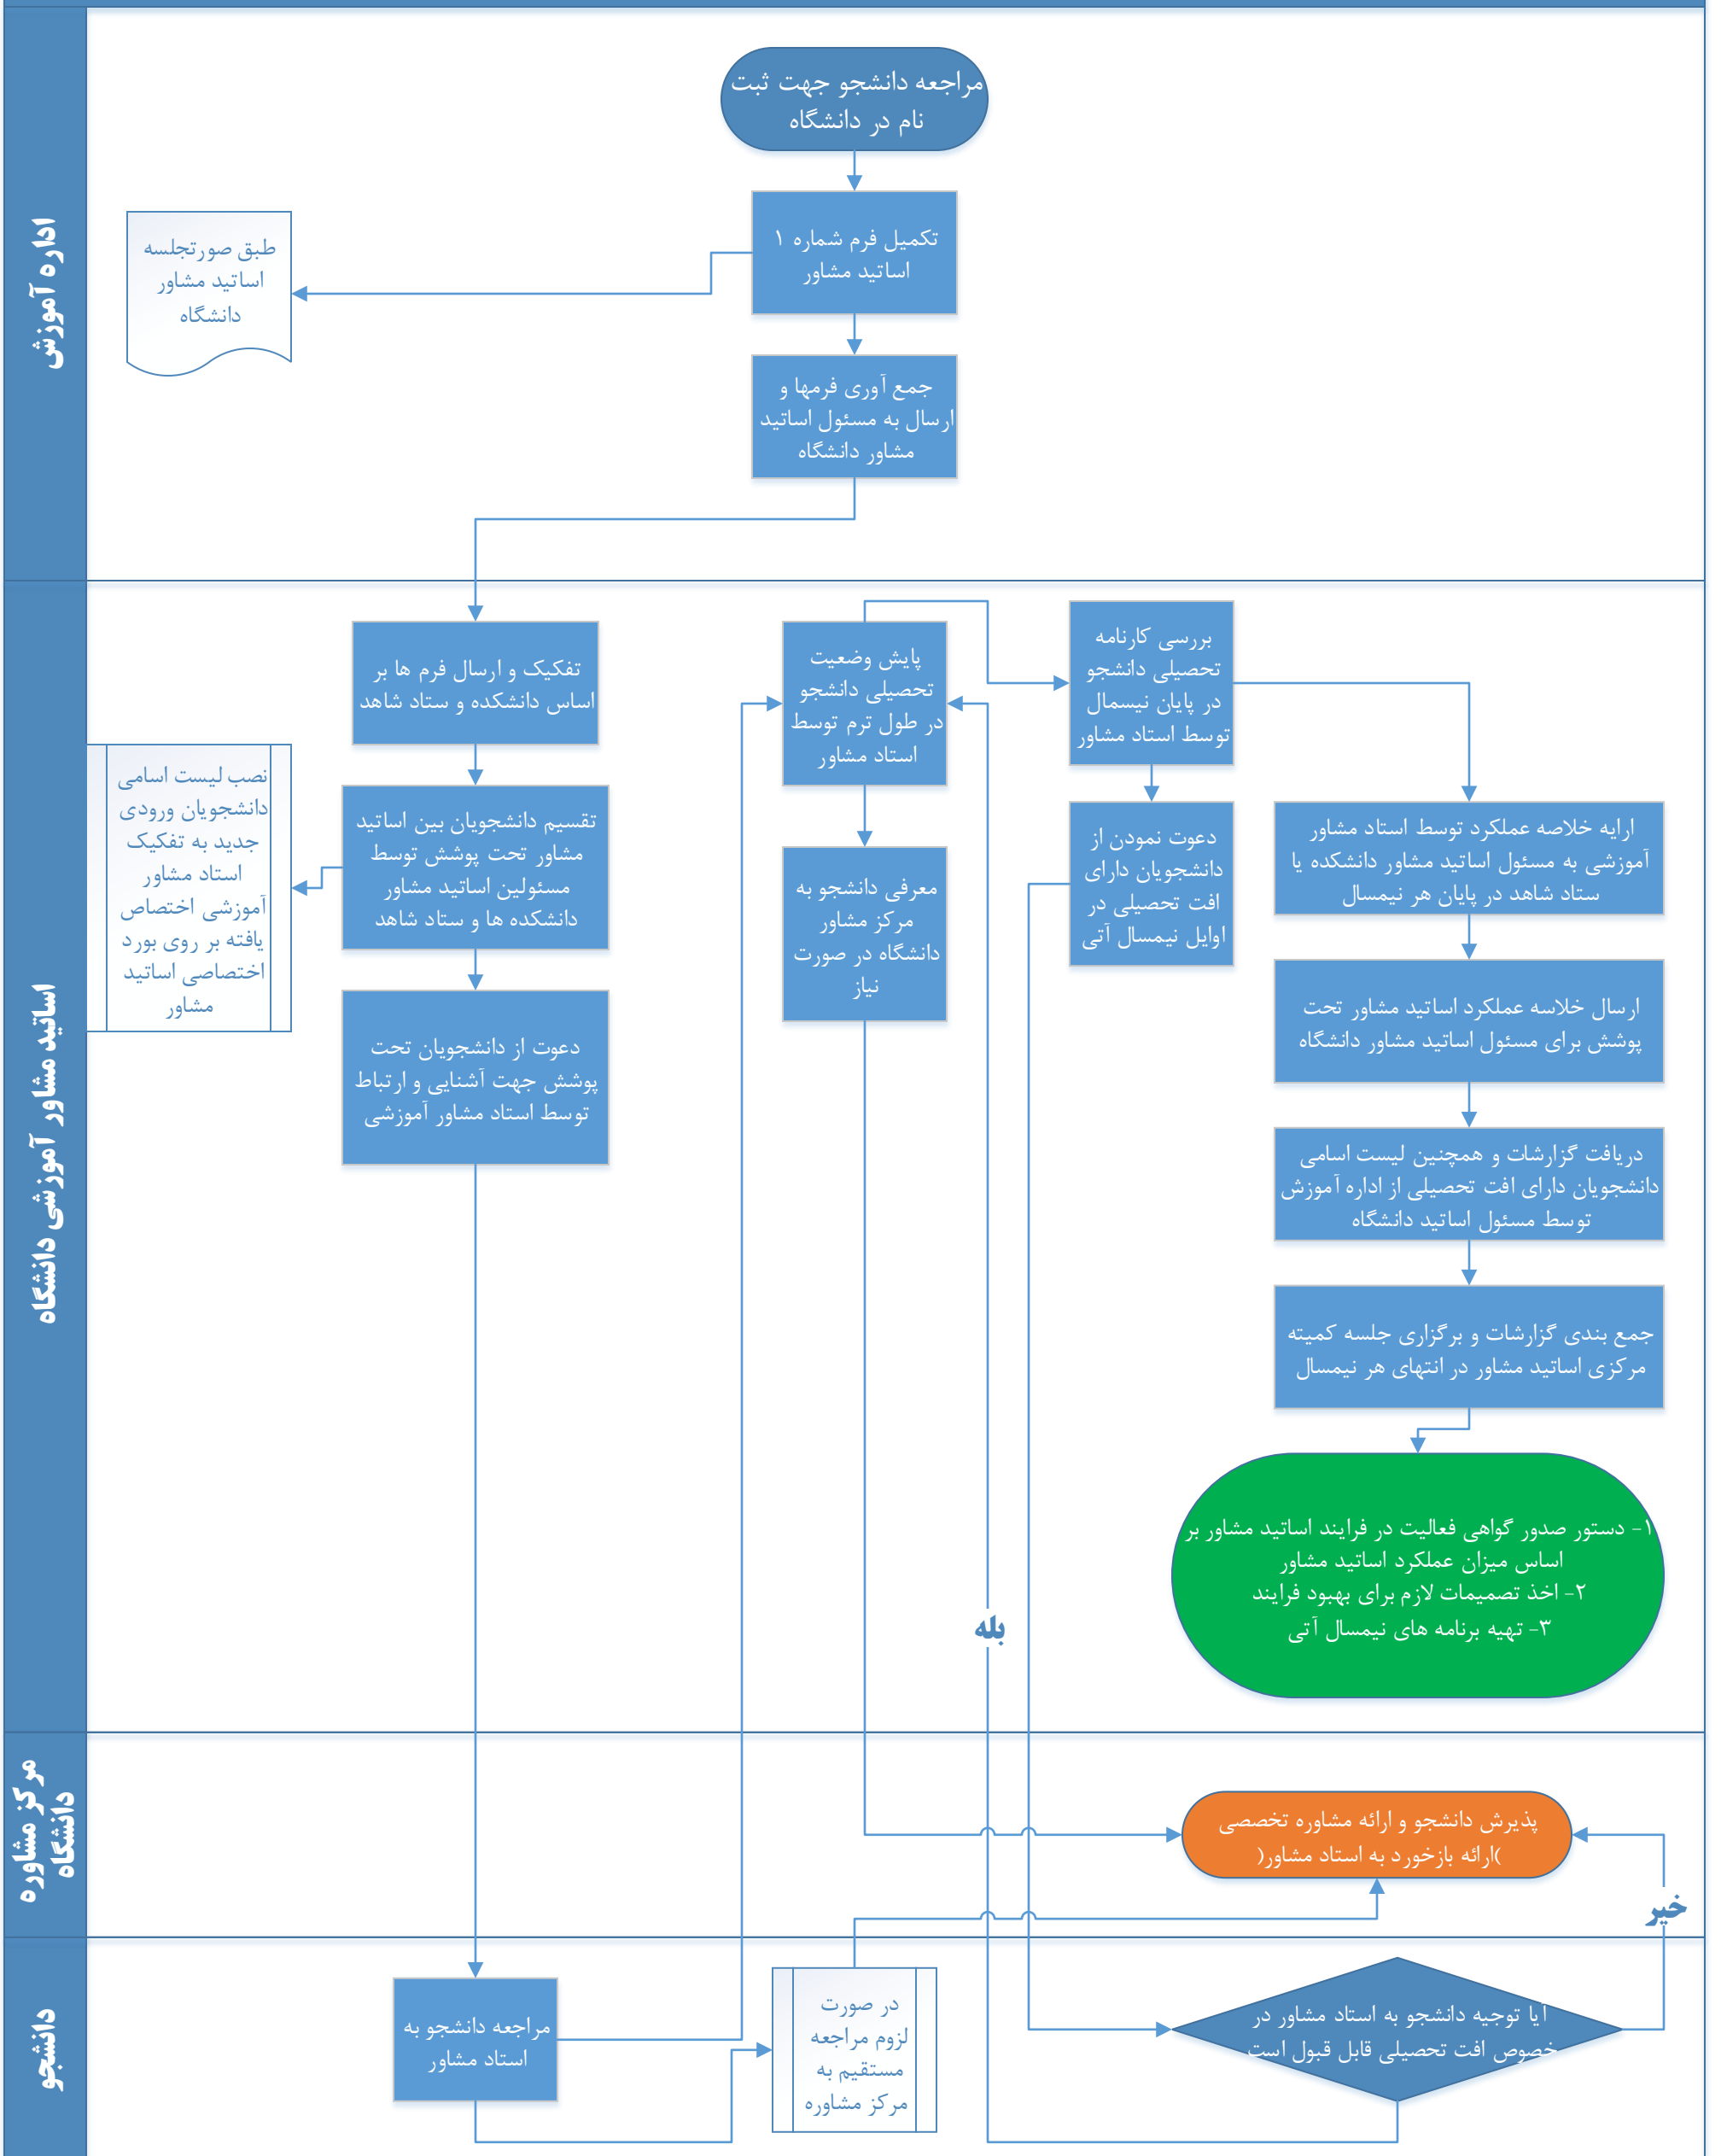 اداره آموزش
مراجعه دانشجو جهت ثبت
نام در دانشگاه
تکمیل فرم شماره ۱
اساتید مشاور
طبق صورتجلسه
اساتید مشاور
دانشگاه
جمع آوری فرمها و
ارسال به مسئول اساتید
مشاور دانشگاه
اساتید مشاور آموزشی دانشگاه
تفکیک و ارسال فرم ها بر
اساس دانشکده و ستاد شاهد
تقسیم دانشجویان بین اساتید
مشاور تحت پوشش توسط
مسئولین اساتید مشاور
دانشکده ها و ستاد شاهد
نصب لیست اسامی
دانشجویان ورودی
جدید به تفکیک
استاد مشاور
آموزشی اختصاص
یافته بر روی بورد
اختصاصی اساتید
مشاور
دعوت از دانشجویان تحت
پوشش جهت آشنایی و ارتباط
توسط استاد مشاور آموزشی
پایش وضعیت
تحصیلی دانشجو
در طول ترم توسط
استاد مشاور
معرفی دانشجو به
مرکز مشاور
دانشگاه در صورت
نیاز
بررسی کارنامه
تحصیلی دانشجو
در پایان نیسمال
توسط استاد مشاور
دعوت نمودن از
دانشجویان دارای
افت تحصیلی در
اوایل نیمسال آتی
ارایه خلاصه عملکرد توسط استاد مشاور
آموزشی به مسئول اساتید مشاور دانشکده یا
ستاد شاهد در پایان هر نیمسال
ارسال خلاسه عملکرد اساتید مشاور تحت
پوشش برای مسئول اساتید مشاور دانشگاه
دریافت گزارشات و همچنین لیست اسامی
دانشجویان دارای افت تحصیلی از اداره آموزش
توسط مسئول اساتید دانشگاه
جمع بندی گزارشات و برگزاری جلسه کمیته
مرکزی اساتید مشاور در انتهای هر نیمسال
۱- دستور صدور گواهی فعالیت در فرایند اساتید مشاور بر
اساس میزان عملکرد اساتید مشاور
۲- اخذ تصمیمات لازم برای بهبود فرایند
۳- تهیه برنامه های نیمسال آتی
بله
مرکز مشاوره
دانشگاه
پذیرش دانشجو و ارائه مشاوره تخصصی
)ارائه بازخورد به استاد مشاور(
خیر
دانشجو
مراجعه دانشجو به
استاد مشاور
در صورت
لزوم مراجعه
مستقیم به
مرکز مشاوره
ایا توجیه دانشجو به استاد مشاور در
خصوص افت تحصیلی قابل قبول است